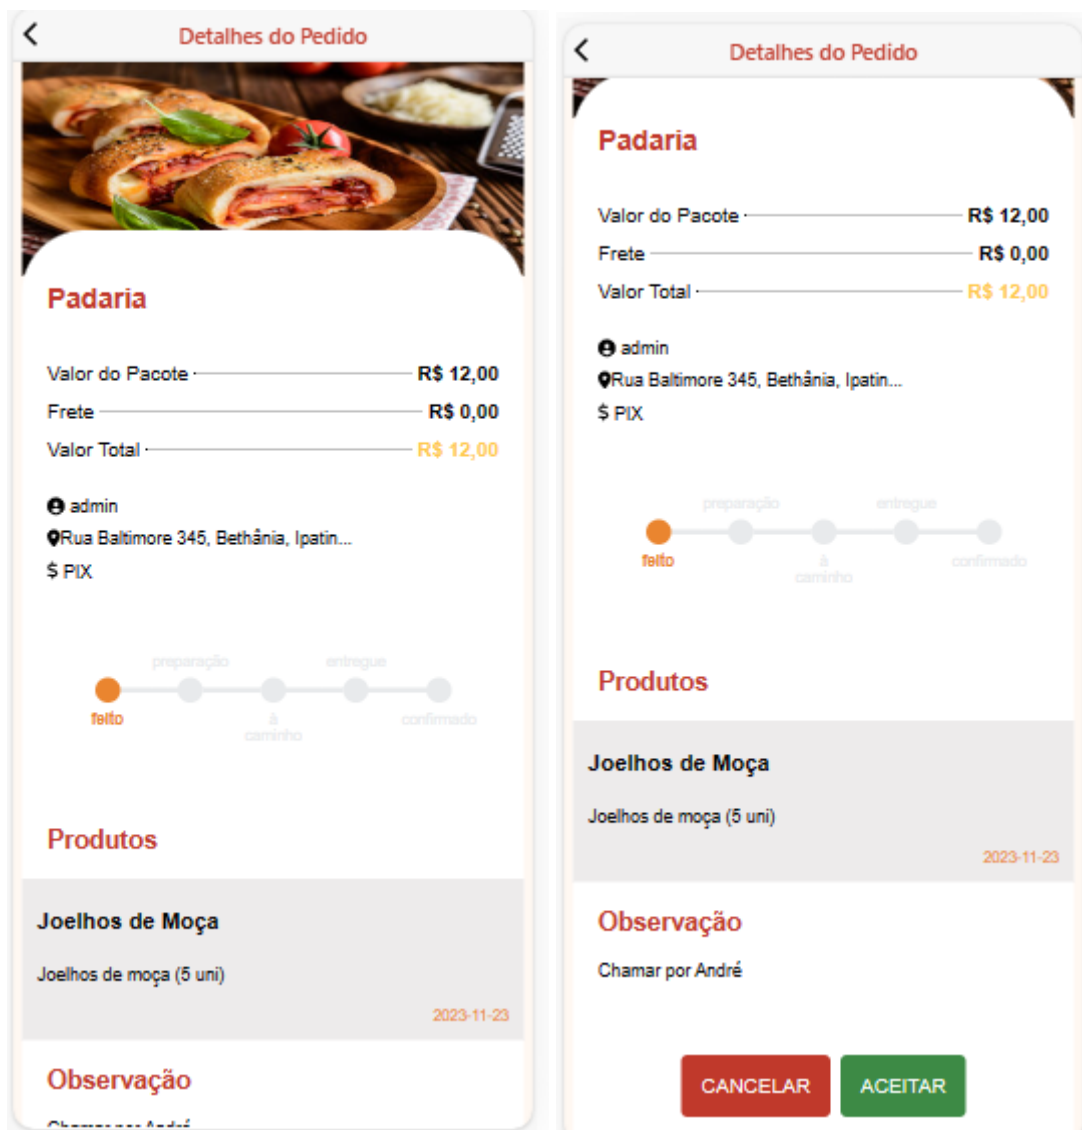 Detalhes do Pedido
Padaria
Valor do Pacote R$ 12,00
Frete R$ 0,00
Valor Total R$ 12,00
admin
Rua Baltimore 345, Bethânia, Ipatin...
$ PIX
preparação entregue
feito à caminho confirmado
Produtos
Joelhos de Moça
Joelhos de moça (5 uni)
2023-11-23
Observação
Chamar por André
Detalhes do Pedido
Padaria
Valor do Pacote R$ 12,00
Frete R$ 0,00
Valor Total R$ 12,00
admin
Rua Baltimore 345, Bethânia, Ipatin...
$ PIX
preparação entregue
feito à caminho confirmado
Produtos
Joelhos de Moça
Joelhos de moça (5 uni)
2023-11-23
Observação
Chamar por André
CANCELAR ACEITAR